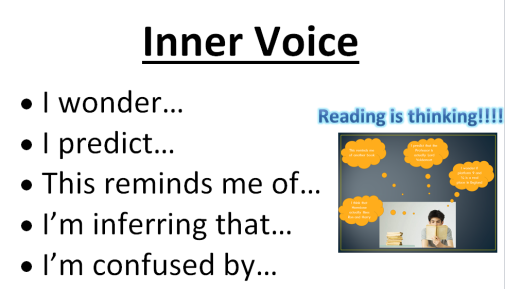 Inner Voice
• I wonder…
• I predict…
• This reminds me of…
• I'm inferring that…
• I'm confused by…
Reading is thinking!!!!